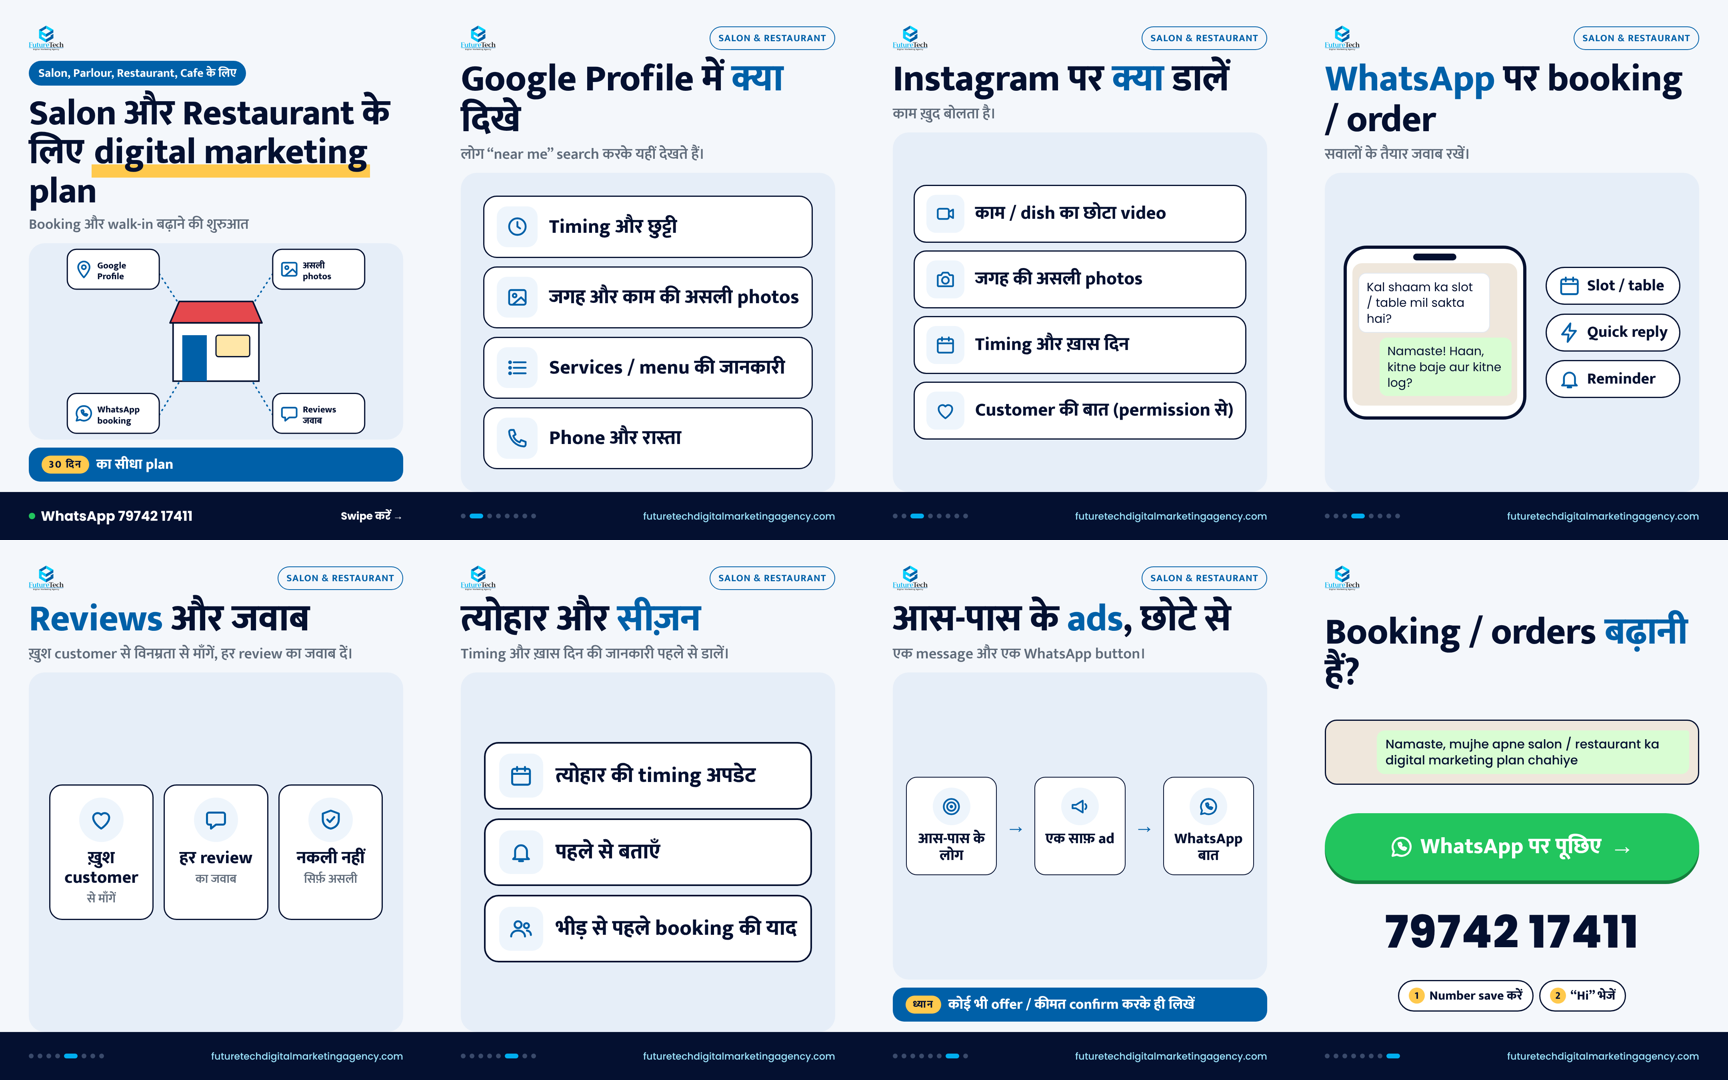 FutureTech
Salon, Parlour, Restaurant, Cafe के लिए
Salon और Restaurant के
लिए digital marketing
plan
Booking और walk-in बढ़ाने की शुरुआत
Google
Profile
असली
photos
WhatsApp
booking
Reviews
जवाब
30 दिन का सीधा plan
WhatsApp 79742 17411
Swipe करें →
FutureTech
SALON & RESTAURANT
Google Profile में क्या
दिखे
लोग “near me” search करके यहीं देखते हैं।
Timing और छुट्टी
जगह और काम की असली photos
Services / menu की जानकारी
Phone और रास्ता
futuretechdigitalmarketingagency.com
FutureTech
SALON & RESTAURANT
Instagram पर क्या डालें
काम ख़ुद बोलता है।
काम / dish का छोटा video
जगह की असली photos
Timing और ख़ास दिन
Customer की बात (permission से)
futuretechdigitalmarketingagency.com
FutureTech
SALON & RESTAURANT
WhatsApp पर booking
/ order
सवालों के तैयार जवाब रखें।
Kal shaam ka slot
/ table mil sakta
hai?
Namaste! Haan,
kitne baje aur kitne
log?
Slot / table
Quick reply
Reminder
futuretechdigitalmarketingagency.com
FutureTech
SALON & RESTAURANT
Reviews और जवाब
ख़ुश customer से विनम्रता से माँगें, हर review का जवाब दें।
ख़ुश
customer
से माँगें
हर review
का जवाब
नकली नहीं
सिर्फ़ असली
futuretechdigitalmarketingagency.com
FutureTech
SALON & RESTAURANT
त्योहार और सीज़न
Timing और ख़ास दिन की जानकारी पहले से डालें।
त्योहार की timing अपडेट
पहले से बताएँ
भीड़ से पहले booking की याद
futuretechdigitalmarketingagency.com
FutureTech
SALON & RESTAURANT
आस-पास के ads, छोटे से
एक message और एक WhatsApp button।
आस-पास के
लोग
→
एक साफ़ ad
→
WhatsApp
बात
ध्यान कोई भी offer / कीमत confirm करके ही लिखें
futuretechdigitalmarketingagency.com
FutureTech
Booking / orders बढ़ानी
हैं?
Namaste, mujhe apne salon / restaurant ka
digital marketing plan chahiye
WhatsApp पर पूछिए →
79742 17411
1 Number save करें
2 “Hi” भेजें
futuretechdigitalmarketingagency.com